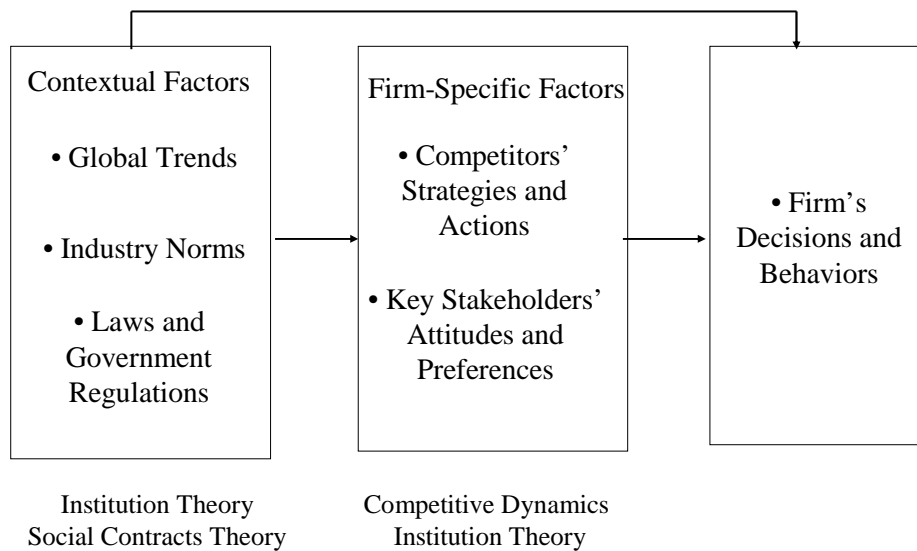 Contextual Factors
• Global Trends
• Industry Norms
• Laws and
Government
Regulations
Firm-Specific Factors
• Competitors’
Strategies and
Actions
• Key Stakeholders’
Attitudes and
Preferences
• Firm’s
Decisions and
Behaviors
Institution Theory
Social Contracts Theory
Competitive Dynamics
Institution Theory